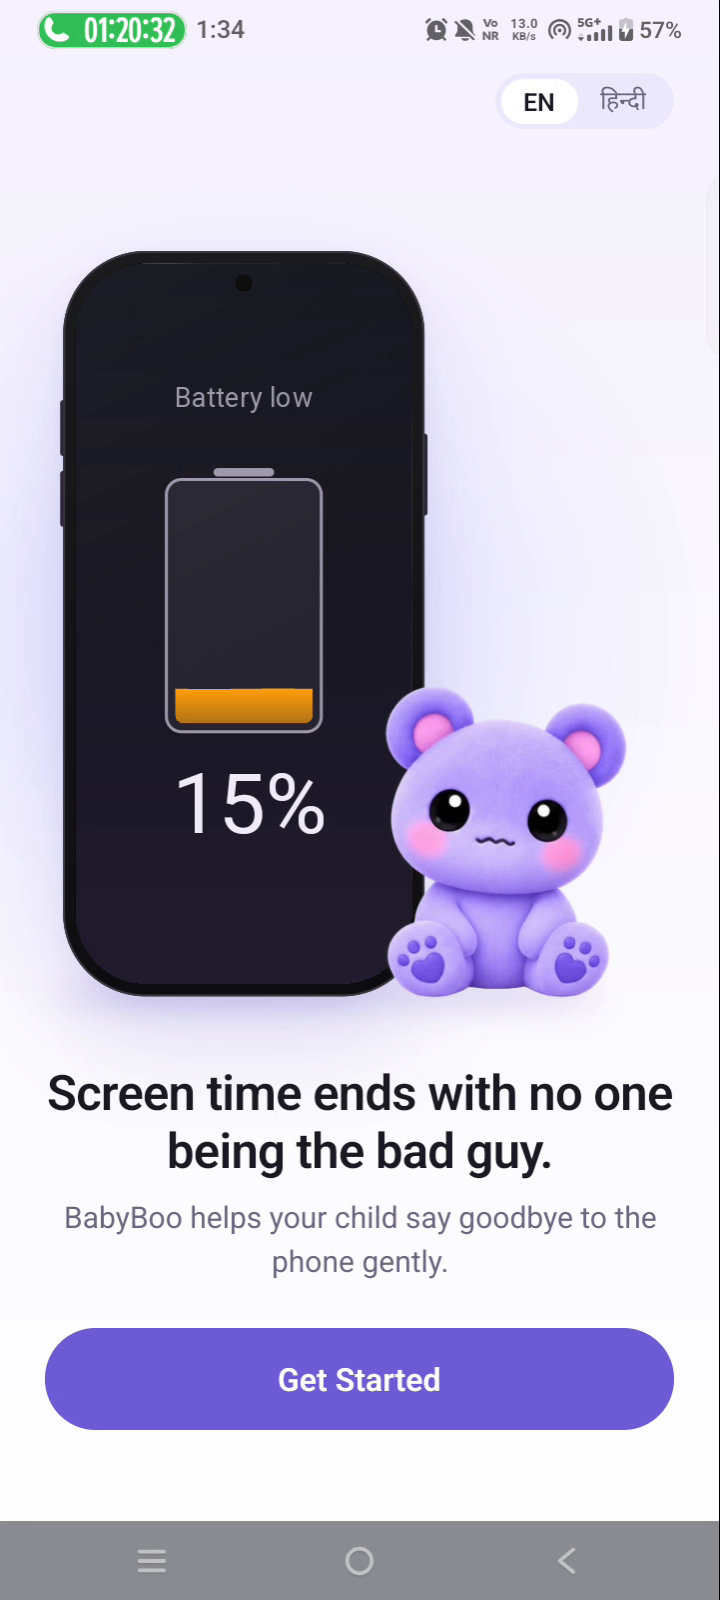 01:20:32 1:34 Vo NR 13.0 KB/s 5G+ 57%
EN हिन्दी
Battery low
15%
Screen time ends with no one
being the bad guy.
BabyBoo helps your child say goodbye to the
phone gently.
Get Started